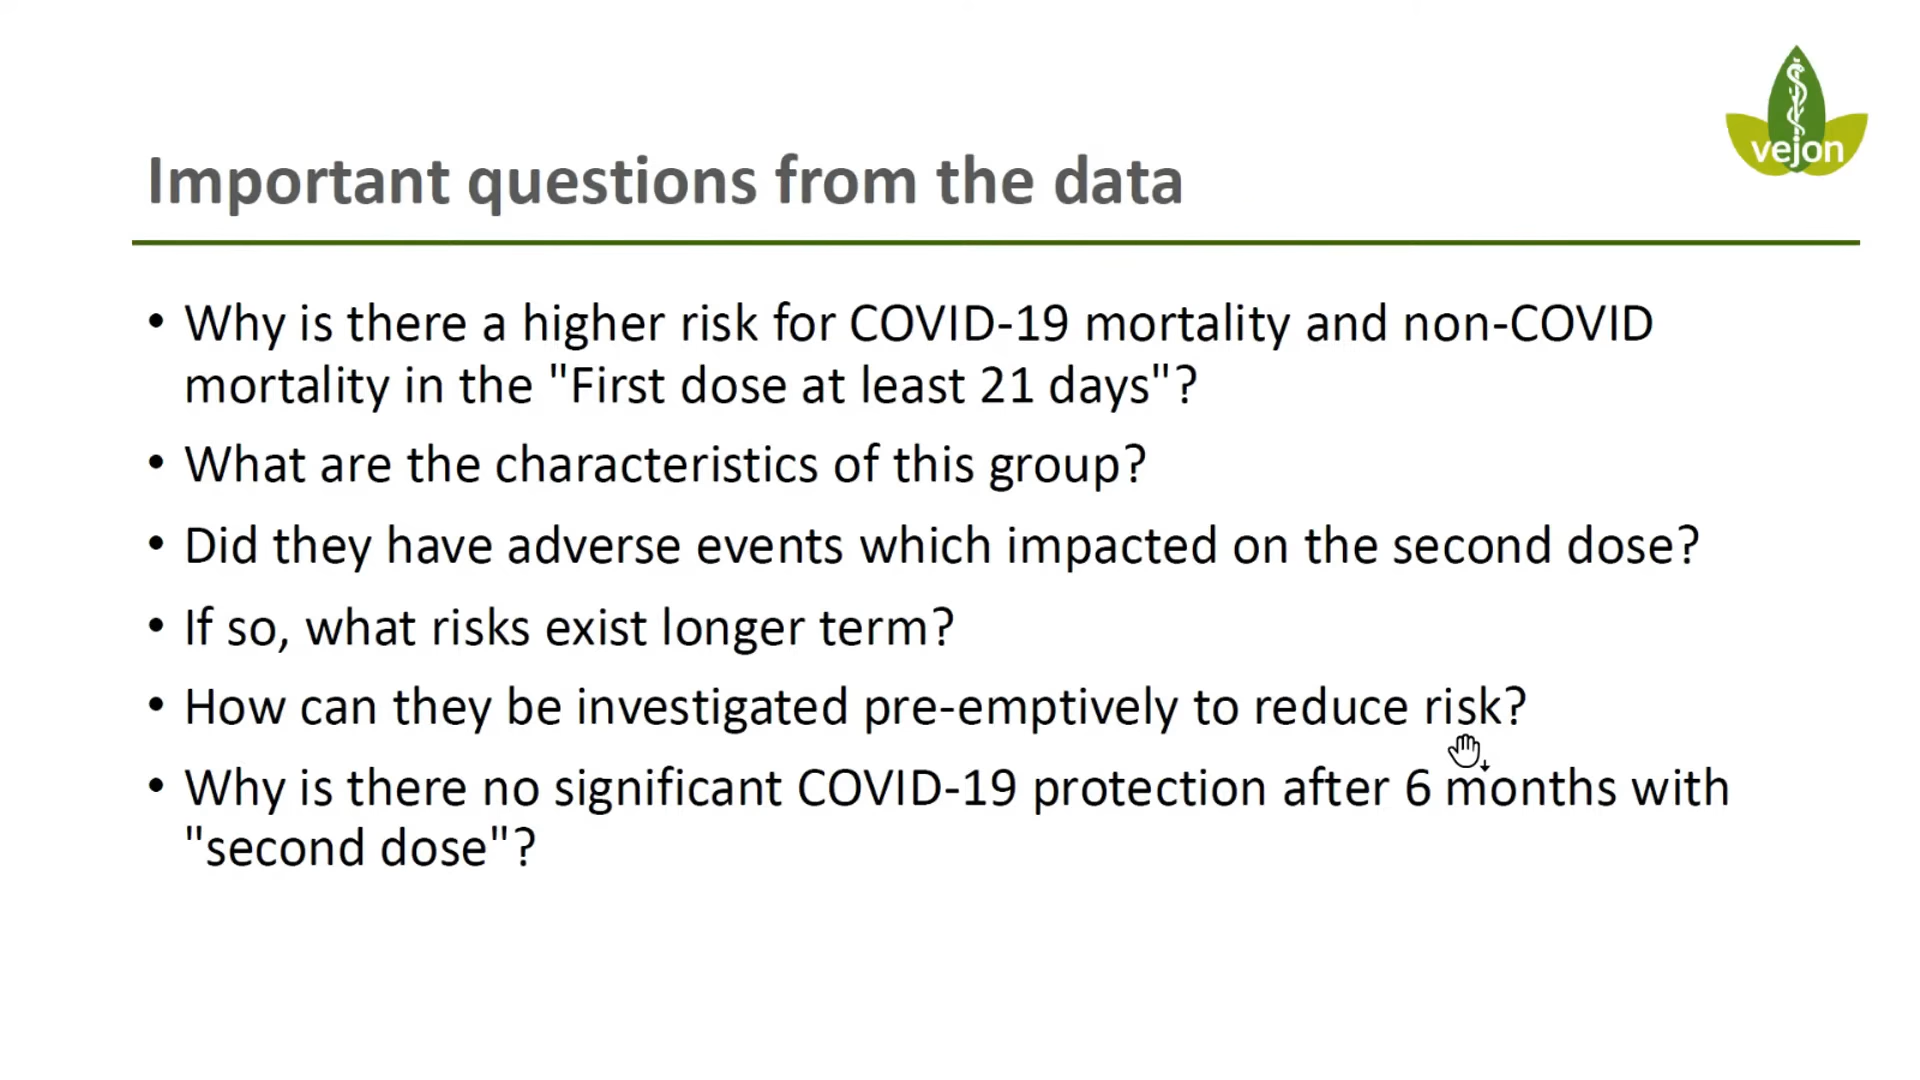 vejon
Important questions from the data
• Why is there a higher risk for COVID-19 mortality and non-COVID
mortality in the "First dose at least 21 days"?
• What are the characteristics of this group?
• Did they have adverse events which impacted on the second dose?
• If so, what risks exist longer term?
• How can they be investigated pre-emptively to reduce risk?
• Why is there no significant COVID-19 protection after 6 months with
"second dose"?